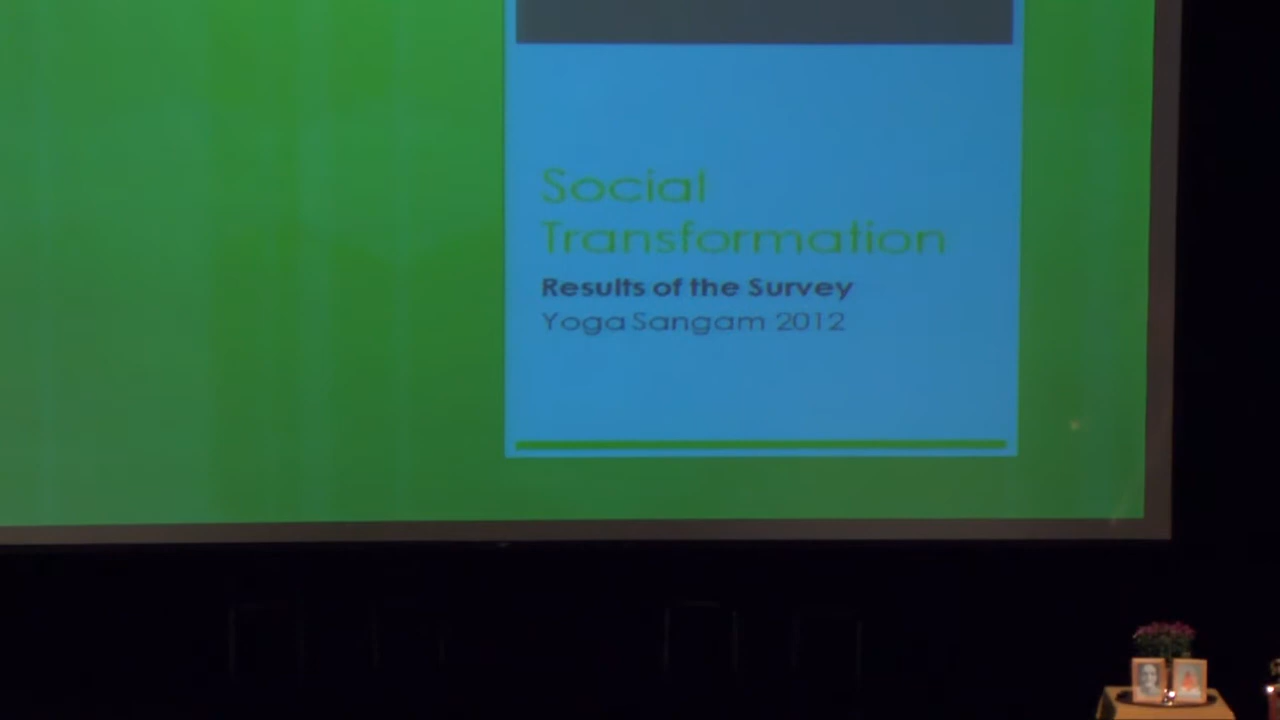 Social
Transformation
Results of the Survey
Yoga Sangam 2012